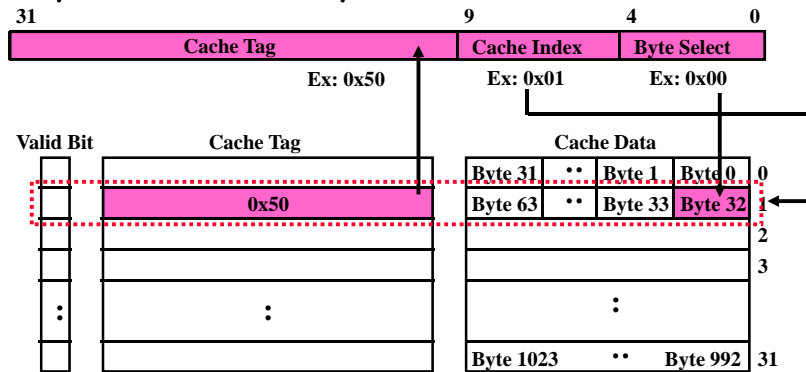 31 9 4 0
Cache Tag Cache Index Byte Select
Ex: 0x50 Ex: 0x01 Ex: 0x00
Valid Bit Cache Tag Cache Data
Byte 31 ·· Byte 1 Byte 0 0
0x50 Byte 63 ·· Byte 33 Byte 32 1
2
3
: : :
Byte 1023 ·· Byte 992 31